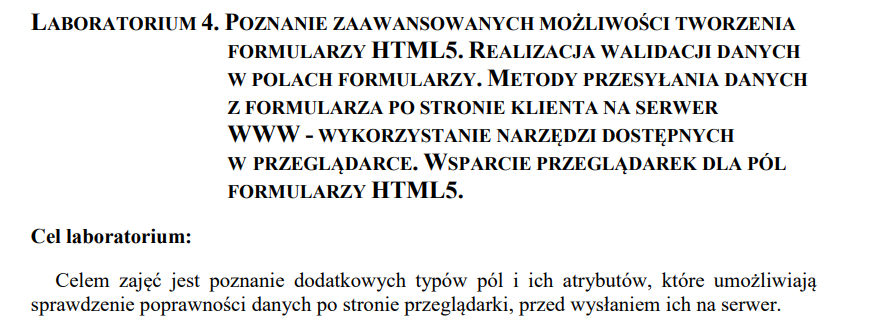 LABORATORIUM 4. POZNANIE ZAAWANSOWANYCH MOŻLIWOŚCI TWORZENIA
FORMULARZY HTML5. REALIZACJA WALIDACJI DANYCH
W POLACH FORMULARZY. METODY PRZESYŁANIA DANYCH
Z FORMULARZA PO STRONIE KLIENTA NA SERWER
WWW - WYKORZYSTANIE NARZĘDZI DOSTĘPNYCH
W PRZEGLĄDARCE. WSPARCIE PRZEGLĄDAREK DLA PÓL
FORMULARZY HTML5.
Cel laboratorium:
Celem zajęć jest poznanie dodatkowych typów pól i ich atrybutów, które umożliwiają
sprawdzenie poprawności danych po stronie przeglądarki, przed wysłaniem ich na serwer.